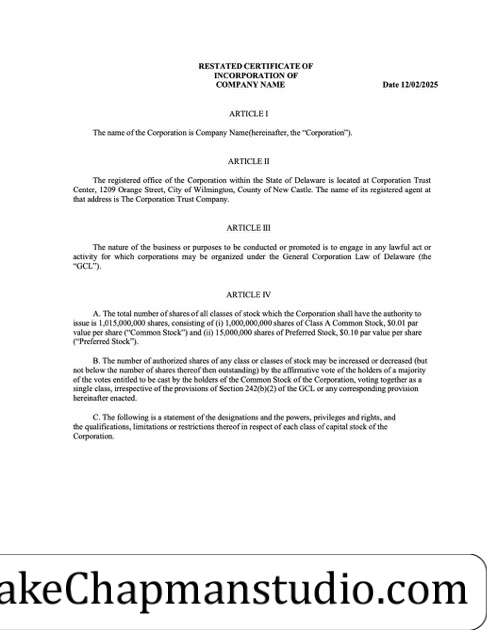 RESTATED CERTIFICATE OF
INCORPORATION OF
COMPANY NAME Date 12/02/2025
ARTICLE I
The name of the Corporation is Company Name(hereinafter, the “Corporation”).
ARTICLE II
The registered office of the Corporation within the State of Delaware is located at Corporation Trust
Center, 1209 Orange Street, City of Wilmington, County of New Castle. The name of its registered agent at
that address is The Corporation Trust Company.
ARTICLE III
The nature of the business or purposes to be conducted or promoted is to engage in any lawful act or
activity for which corporations may be organized under the General Corporation Law of Delaware (the
“GCL”).
ARTICLE IV
A. The total number of shares of all classes of stock which the Corporation shall have the authority to
issue is 1,015,000,000 shares, consisting of (i) 1,000,000,000 shares of Class A Common Stock, $0.01 par
value per share (“Common Stock”) and (ii) 15,000,000 shares of Preferred Stock, $0.10 par value per share
(“Preferred Stock”).
B. The number of authorized shares of any class or classes of stock may be increased or decreased (but
not below the number of shares thereof then outstanding) by the affirmative vote of the holders of a majority
of the votes entitled to be cast by the holders of the Common Stock of the Corporation, voting together as a
single class, irrespective of the provisions of Section 242(b)(2) of the GCL or any corresponding provision
hereinafter enacted.
C. The following is a statement of the designations and the powers, privileges and rights, and
the qualifications, limitations or restrictions thereof in respect of each class of capital stock of the
Corporation.
akeChapmanstudio.com